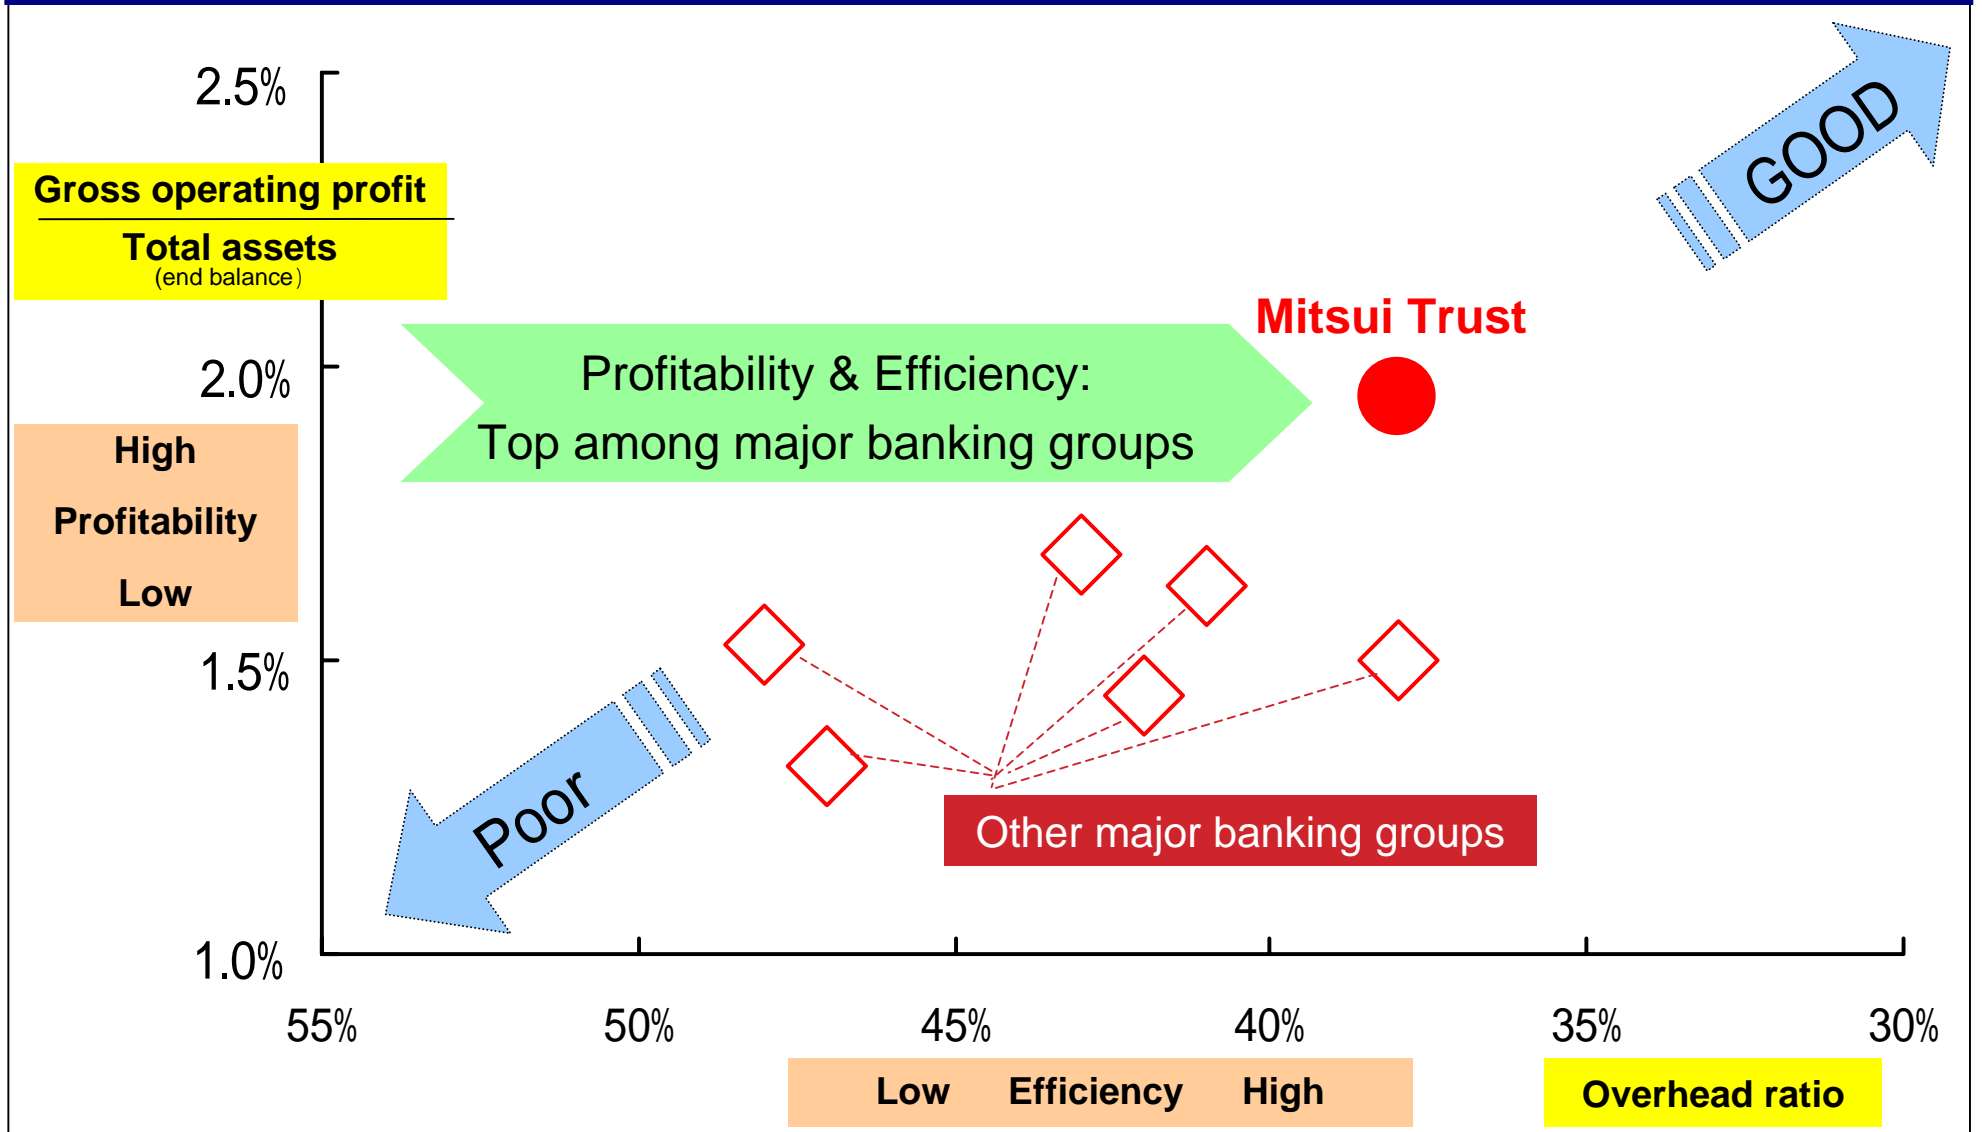 2.5%
Gross operating profit
Total assets
(end balance)
GOOD
Mitsui Trust
2.0%
Profitability & Efficiency:
Top among major banking groups
High
Profitability
Low
1.5%
Poor
Other major banking groups
1.0%
55% 50% 45% 40% 35% 30%
Low Efficiency High
Overhead ratio